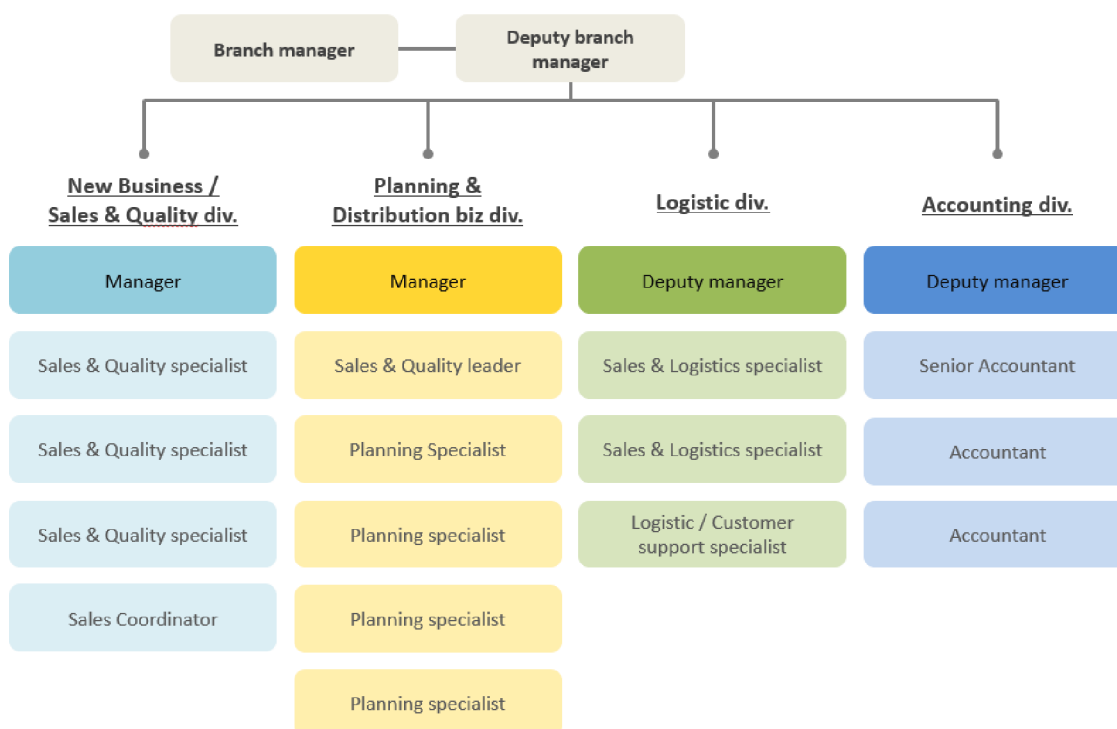 Branch manager
Deputy branch
manager
New Business /
Sales & Quality div.
Planning &
Distribution biz div.
Logistic div.
Accounting div.
Manager
Manager
Deputy manager
Deputy manager
Sales & Quality specialist
Sales & Quality leader
Sales & Logistics specialist
Senior Accountant
Sales & Quality specialist
Planning Specialist
Sales & Logistics specialist
Accountant
Sales & Quality specialist
Planning specialist
Logistic / Customer
support specialist
Accountant
Sales Coordinator
Planning specialist
Planning specialist